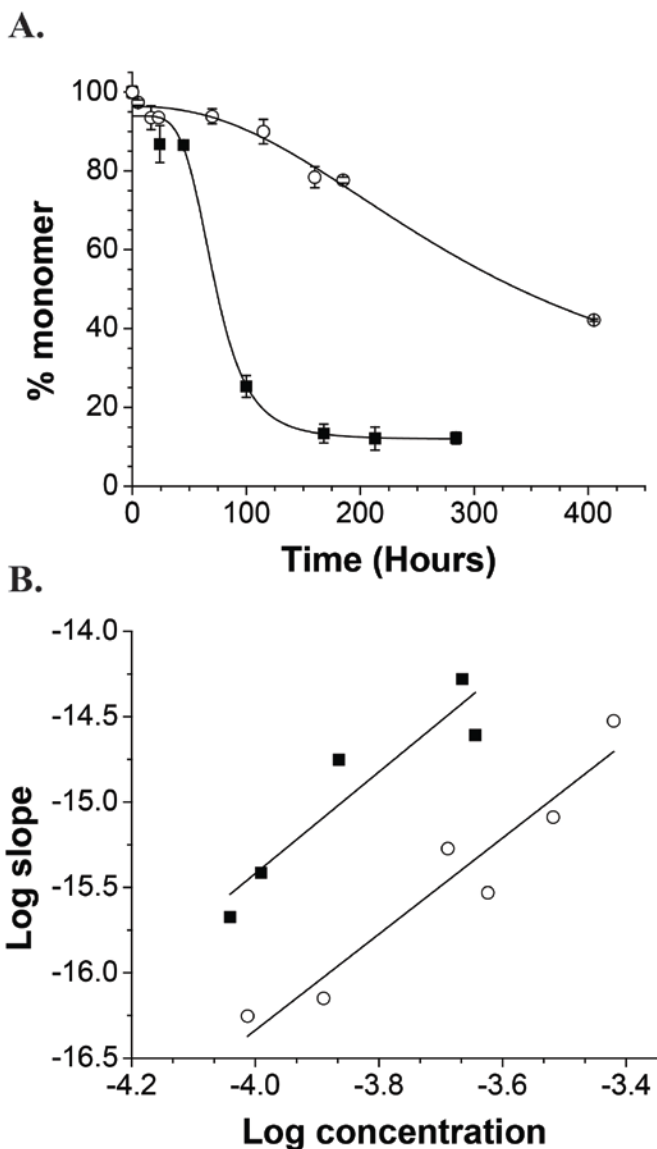 A.
100
80
60
40
20
0
% monomer
0 100 200 300 400
Time (Hours)
B.
-14.0
-14.5
-15.0
-15.5
-16.0
-16.5
Log slope
-4.2 -4.0 -3.8 -3.6 -3.4
Log concentration